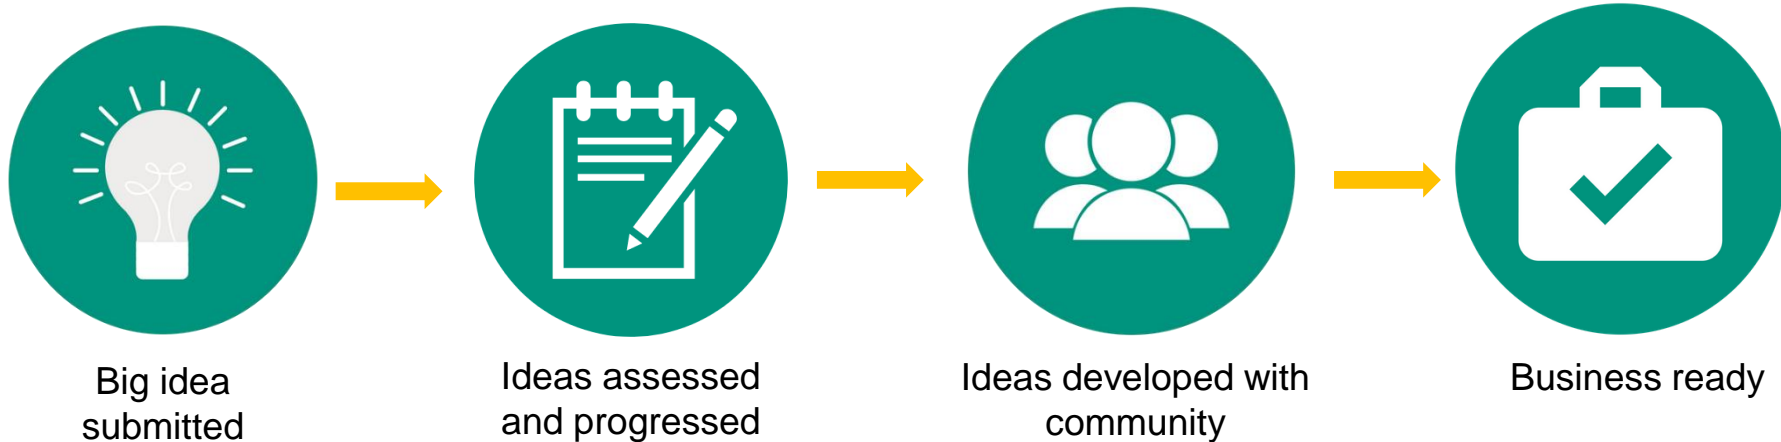 Big idea
submitted
Ideas assessed
and progressed
Ideas developed with
community
Business ready